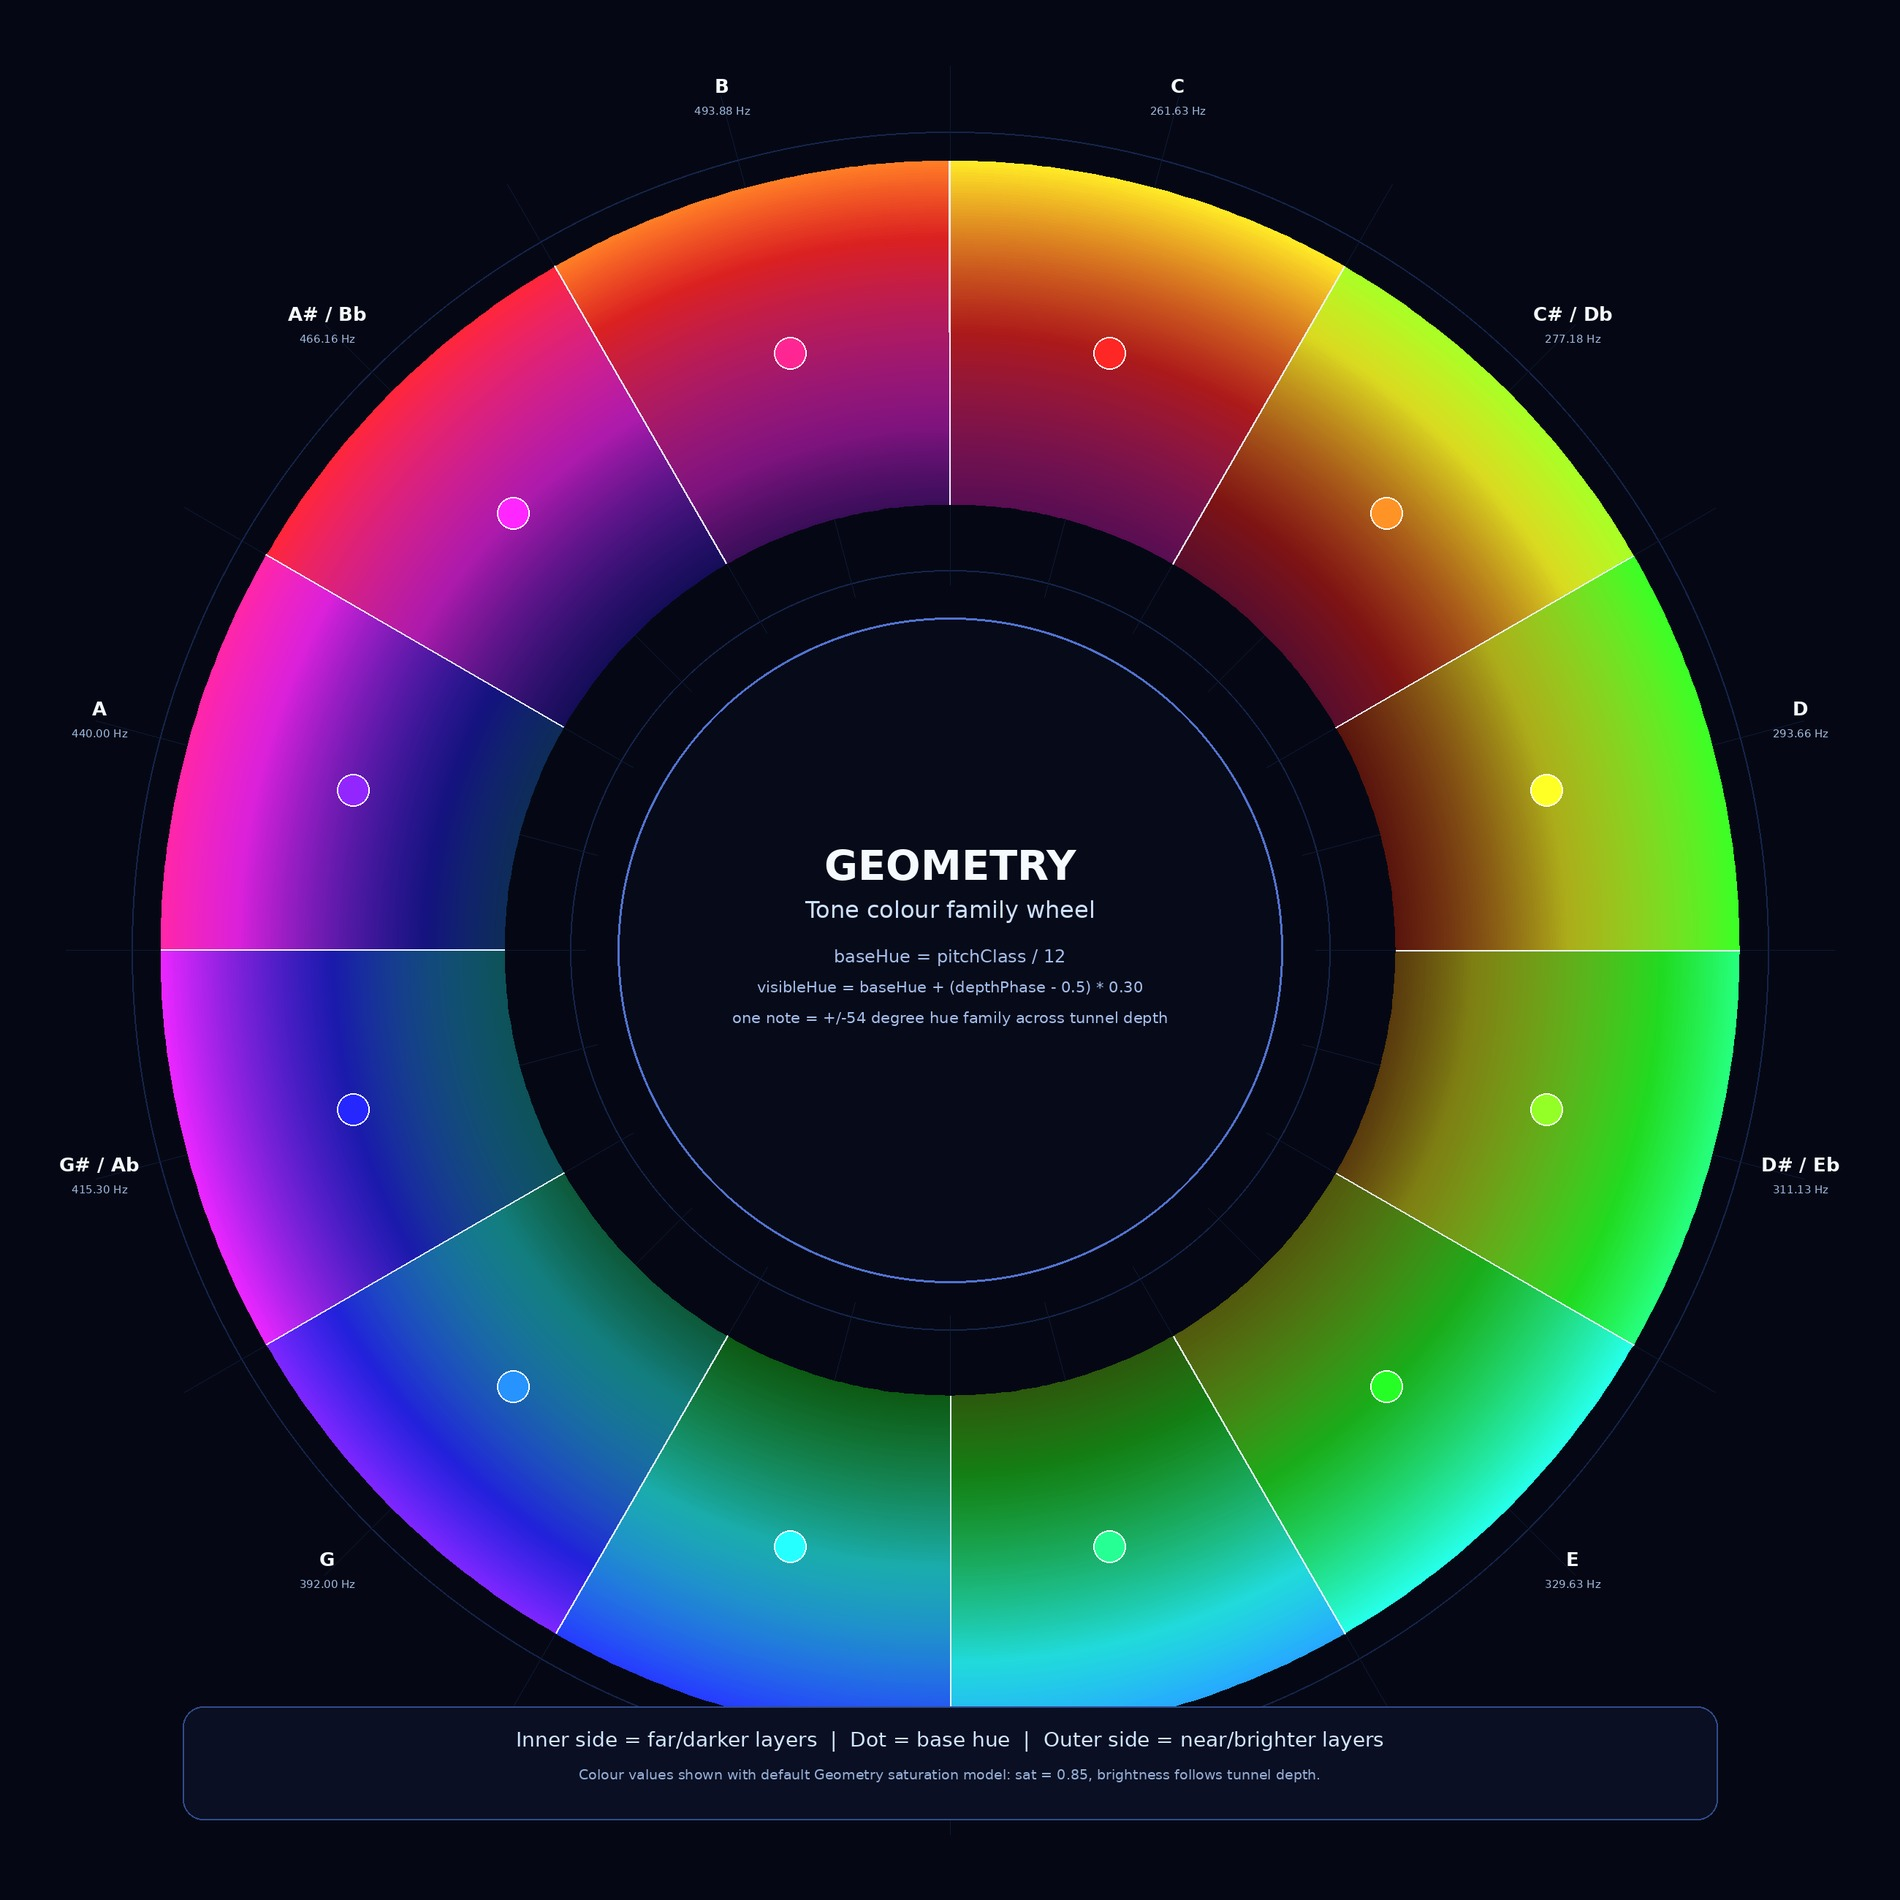 B
493.88 Hz
C
261.63 Hz
A# / Bb
466.16 Hz
C# / Db
277.18 Hz
A
440.00 Hz
D
293.66 Hz
GEOMETRY
Tone colour family wheel
baseHue = pitchClass / 12
visibleHue = baseHue + (depthPhase - 0.5) * 0.30
one note = +/-54 degree hue family across tunnel depth
G# / Ab
415.30 Hz
D# / Eb
311.13 Hz
G
392.00 Hz
E
329.63 Hz
Inner side = far/darker layers | Dot = base hue | Outer side = near/brighter layers
Colour values shown with default Geometry saturation model: sat = 0.85, brightness follows tunnel depth.